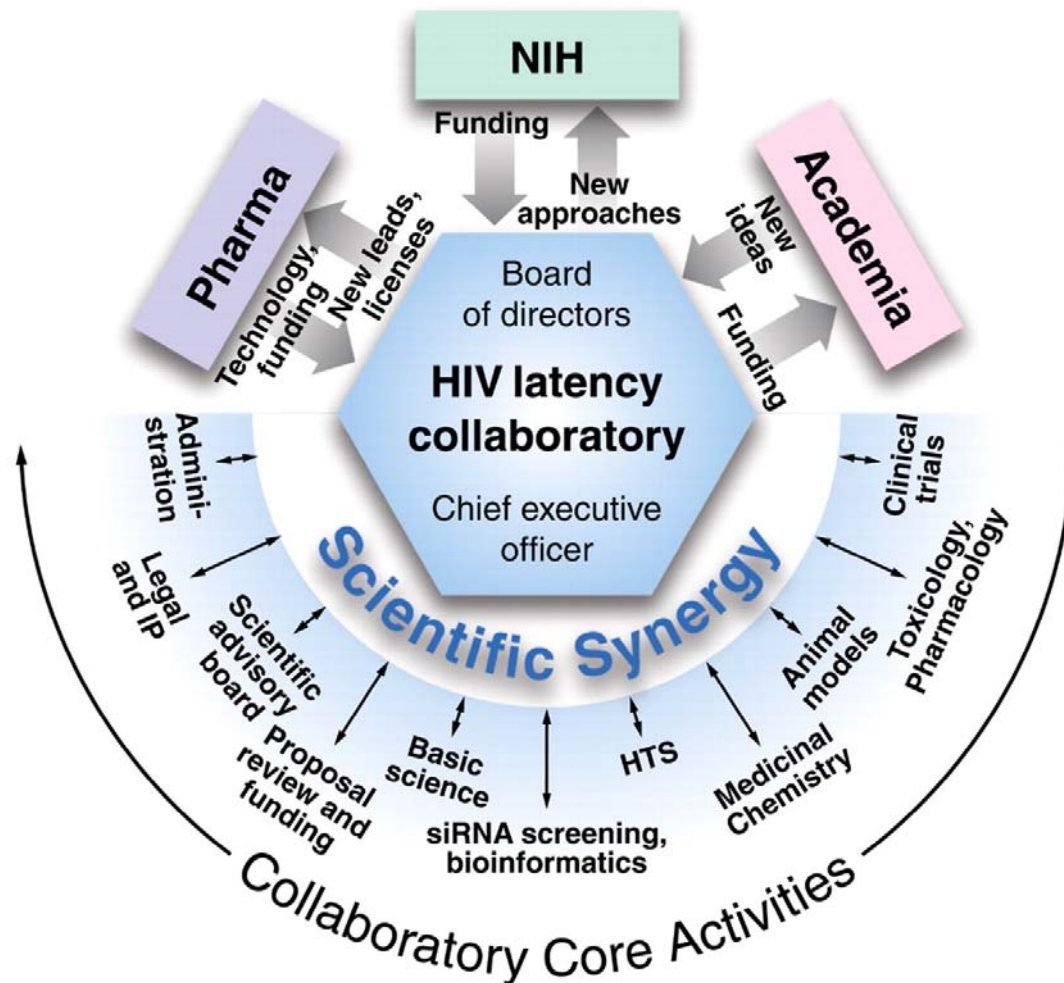 NIH
Funding
New
approaches
Pharma
New leads,
licenses
Technology,
funding
Academia
New
ideas
Funding
Board
of directors
HIV latency
collaboratory
Chief executive
officer
Scientific Synergy
Admini-
stration
Legal
and IP
Scientific
advisory
board
Proposal
review and
funding
Basic
science
siRNA screening,
bioinformatics
HTS
Medicinal
Chemistry
Animal
models
Toxicology,
Pharmacology
Clinical
trials
Collaboratory Core Activities